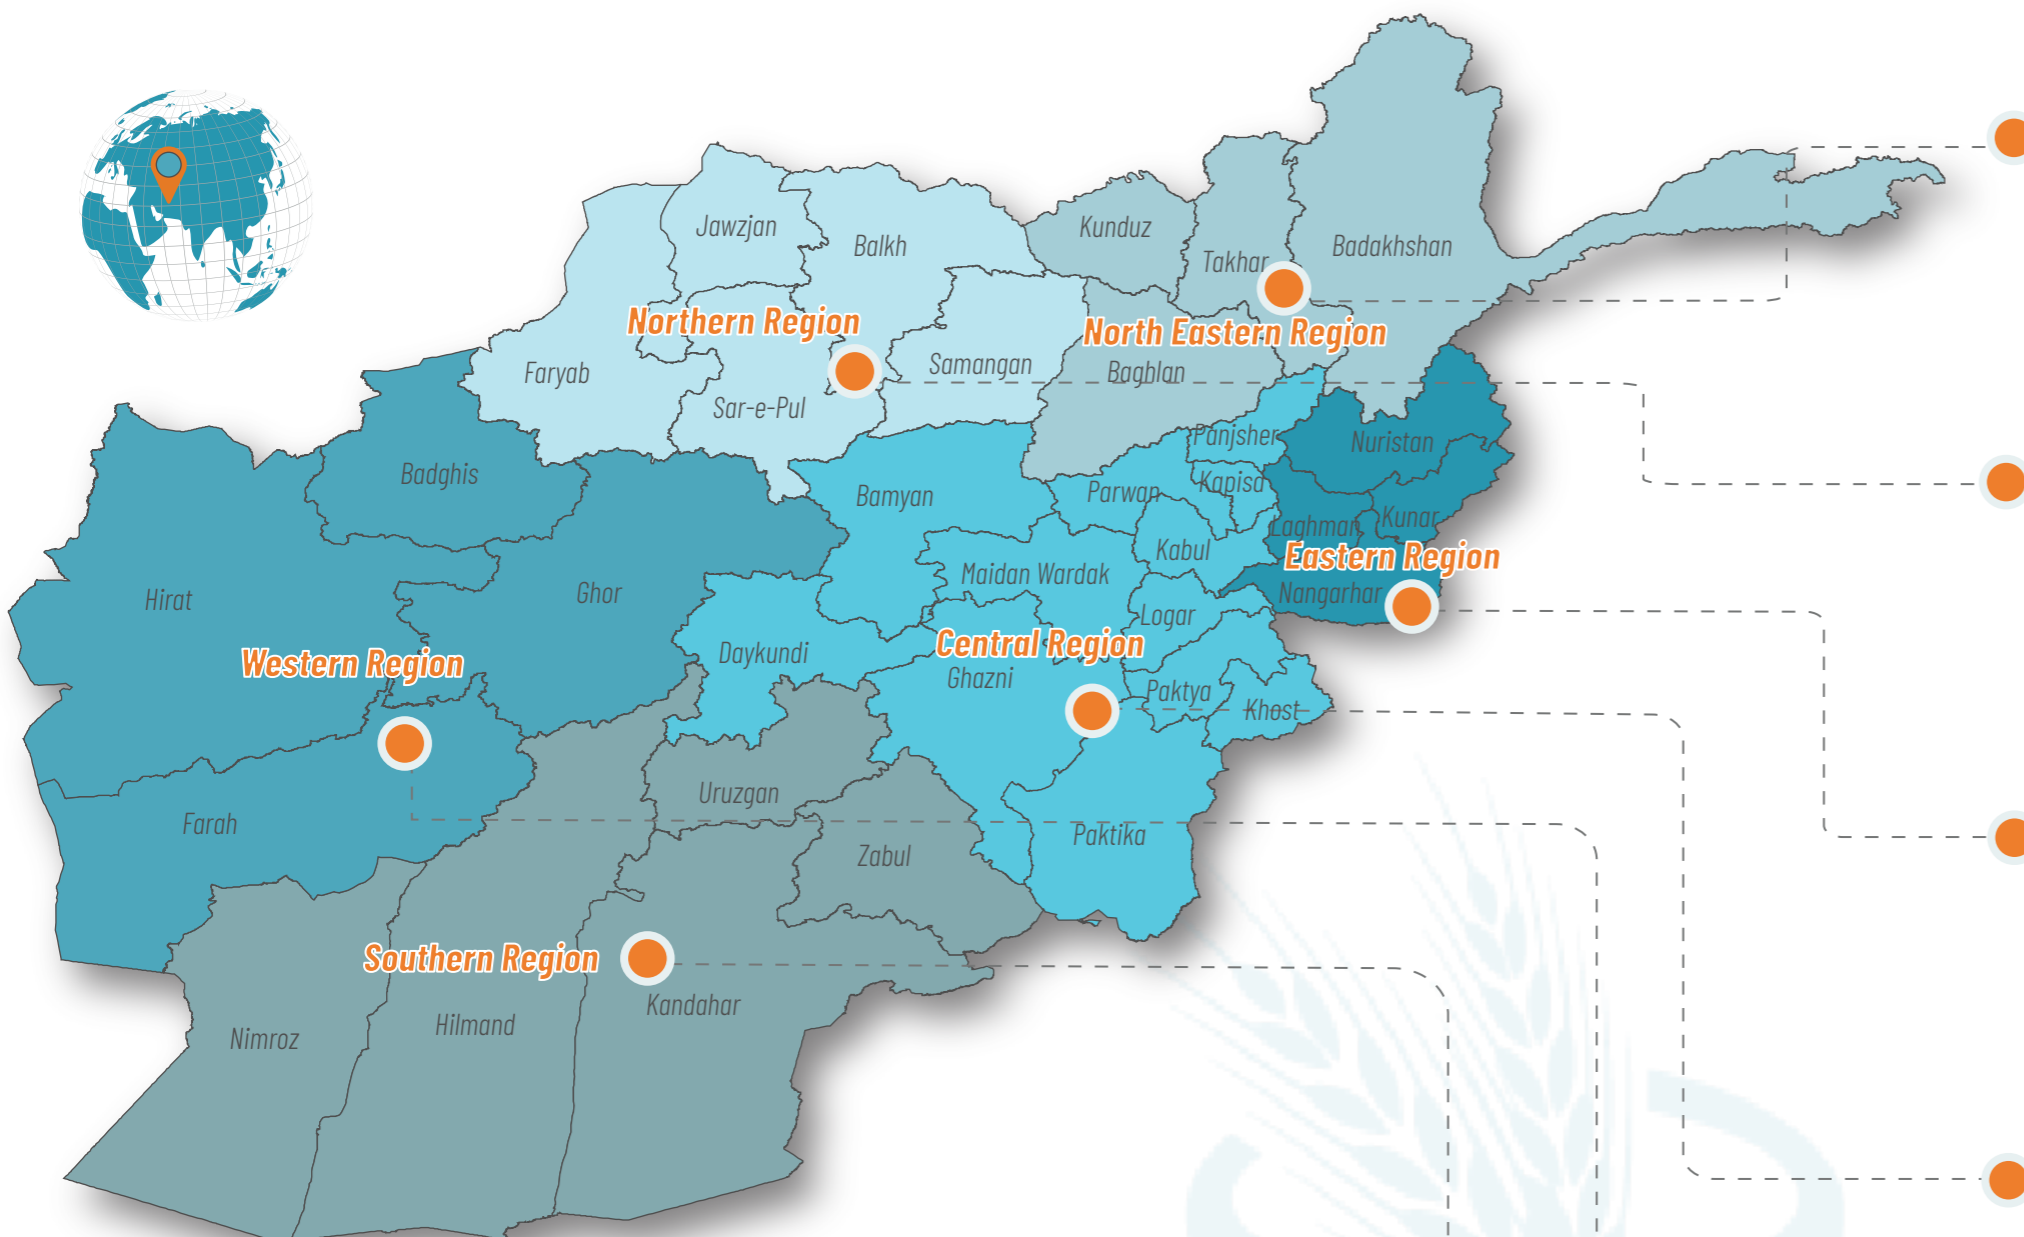 Jawzjan
Balkh
Kunduz
Takhar
Badakhshan
Northern Region
North Eastern Region
Faryab
Samangan
Baghlan
Sar-e-Pul
Panjsher
Nuristan
Badghis
Bamyan
Parwan
Kapisa
Laghman
Kunar
Kabul
Eastern Region
Hirat
Ghor
Maidan Wardak
Nangarhar
Logar
Western Region
Daykundi
Central Region
Ghazni
Paktya
Khost
Uruzgan
Farah
Zabul
Paktika
Southern Region
Kandahar
Nimroz
Hilmand